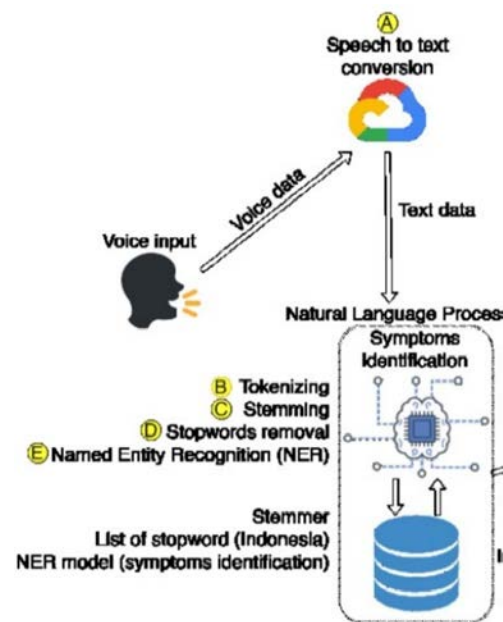 A
Speech to text
conversion
Voice data
Text data
Voice input
Natural Language Process
Symptoms
Identification
B Tokenizing
C Stemming
D Stopwords removal
E Named Entity Recognition (NER)
Stemmer
List of stopword (Indonesia)
NER model (symptoms identification)